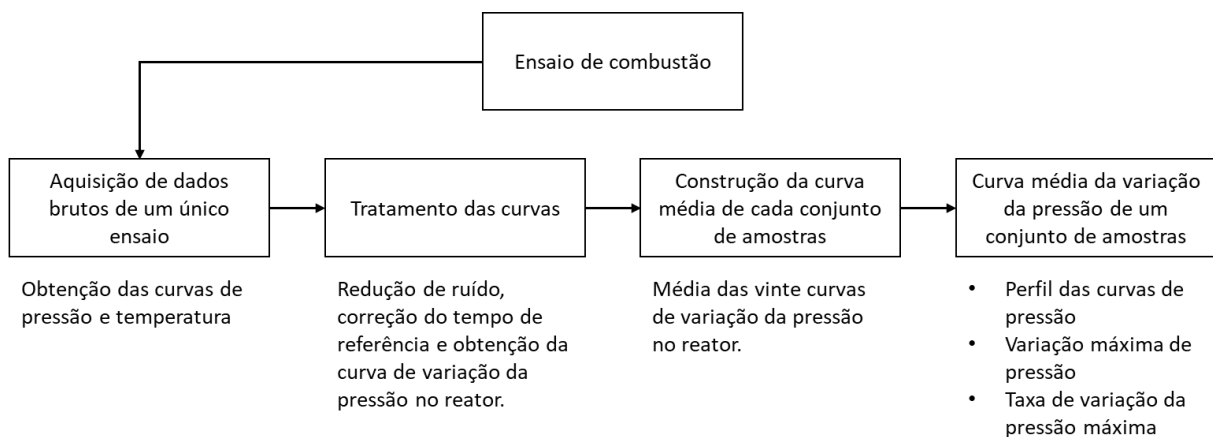 Ensaio de combustão
Aquisição de dados
brutos de um único
ensaio
Tratamento das curvas
Construção da curva
média de cada conjunto
de amostras
Curva média da variação
da pressão de um
conjunto de amostras
Obtenção das curvas de
pressão e temperatura
Redução de ruído,
correção do tempo de
referência e obtenção da
curva de variação da
pressão no reator.
Média das vinte curvas
de variação da pressão
no reator.
• Perfil das curvas de
pressão
• Variação máxima de
pressão
• Taxa de variação da
pressão máxima